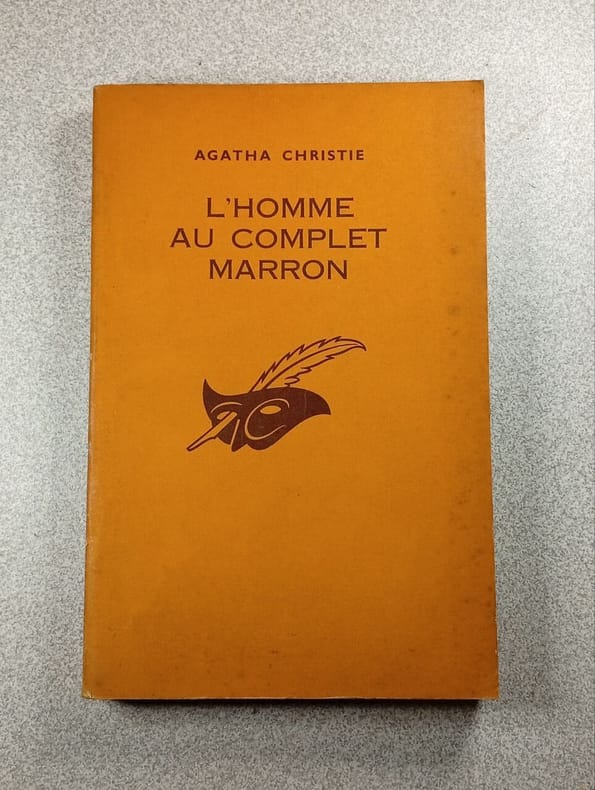 AGATHA CHRISTIE
L'HOMME
AU COMPLET
MARRON